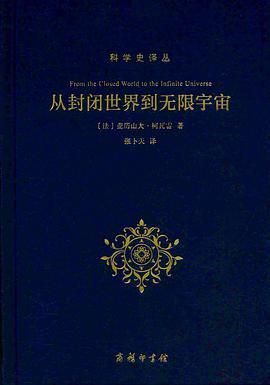 科学史译丛
From the Closed World to the Infinite Universe
从封闭世界到无限宇宙
〔法〕亚历山大·柯瓦雷 著
张卜天 译
商务印书馆